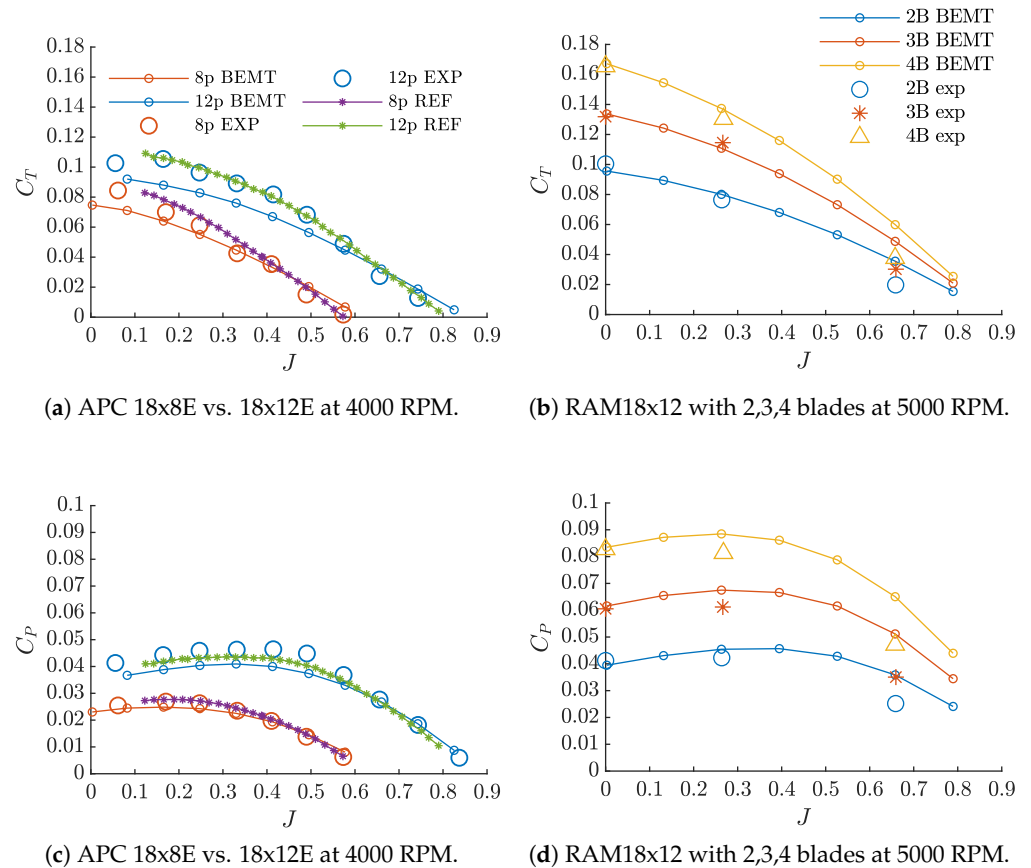 0.18
0.16
0.14
0.12
0.1
0.08
0.06
0.04
0.02
0
C_T
8p BEMT
12p BEMT
8p EXP
12p EXP
8p REF
12p REF
0 0.1 0.2 0.3 0.4 0.5 0.6 0.7 0.8 0.9
J
(a) APC 18x8E vs. 18x12E at 4000 RPM.
2B BEMT
3B BEMT
4B BEMT
2B exp
3B exp
4B exp
0.18
0.16
0.14
0.12
0.1
0.08
0.06
0.04
0.02
0
C_T
0 0.1 0.2 0.3 0.4 0.5 0.6 0.7 0.8 0.9
J
(b) RAM18x12 with 2,3,4 blades at 5000 RPM.
0.1
0.09
0.08
0.07
0.06
0.05
0.04
0.03
0.02
0.01
0
C_P
0 0.1 0.2 0.3 0.4 0.5 0.6 0.7 0.8 0.9
J
(c) APC 18x8E vs. 18x12E at 4000 RPM.
0.1
0.09
0.08
0.07
0.06
0.05
0.04
0.03
0.02
0.01
0
C_P
0 0.1 0.2 0.3 0.4 0.5 0.6 0.7 0.8 0.9
J
(d) RAM18x12 with 2,3,4 blades at 5000 RPM.